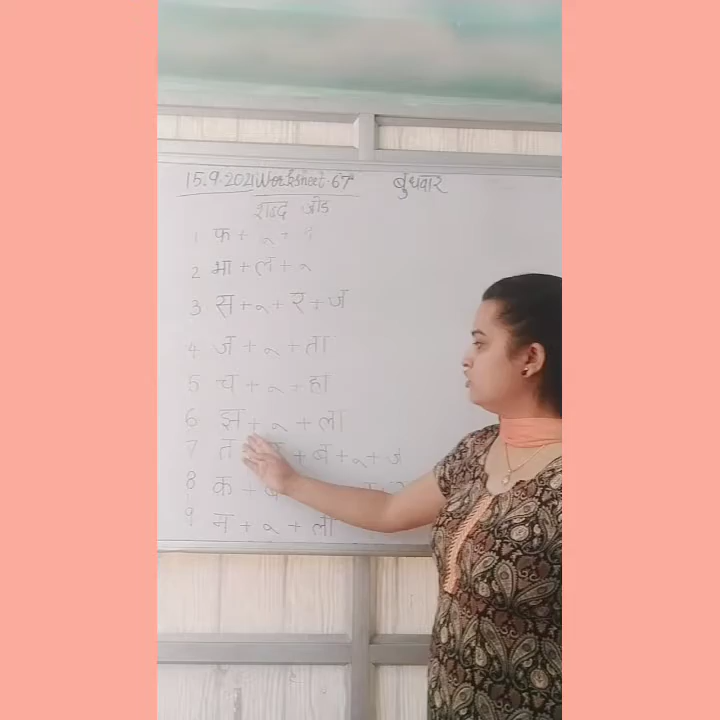 15.9.2021 Worksheet-67 बुधवार
शब्द जोड
1 फ + ु +
2 भा + ल + ु
3 स + ु + र + ज
4 ज + ु + ता
5 च + ु + हा
6 झ + ु + ला
7 त + + ब + ु + ज
8 क +
9 म + ु + ला